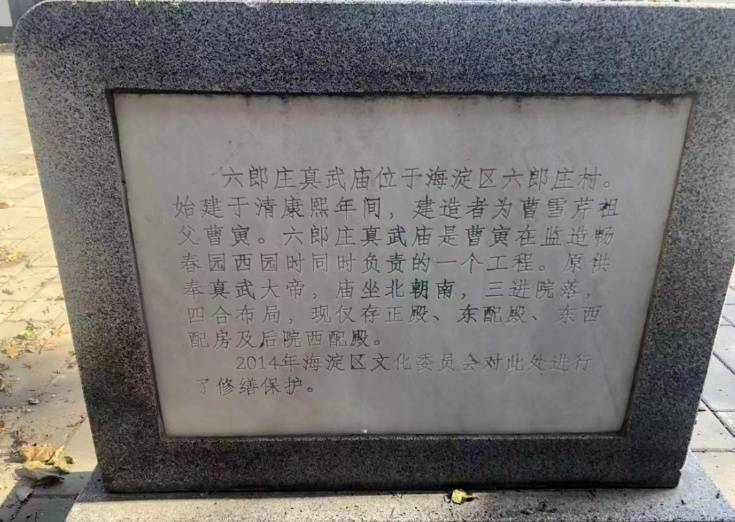 六郎庄真武庙位于海淀区六郎庄村。
始建于清康熙年间，建造者为曹雪芹祖
父曹寅。六郎庄真武庙是曹寅在监造畅
春园西园时同时负责的一个工程。原供
奉真武大帝，庙坐北朝南，三进院落，
四合布局，现仅存正殿、东配殿、东西
配房及后院西配殿。
2014年海淀区文化委员会对此处进行
了修缮保护。